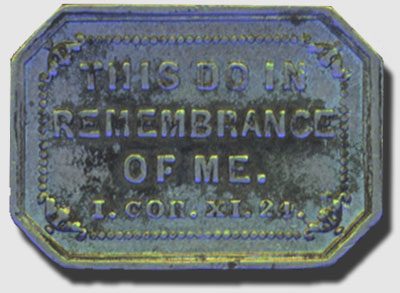 THIS DO IN
REMEMBRANCE
OF ME.
I. COR. XI. 24.